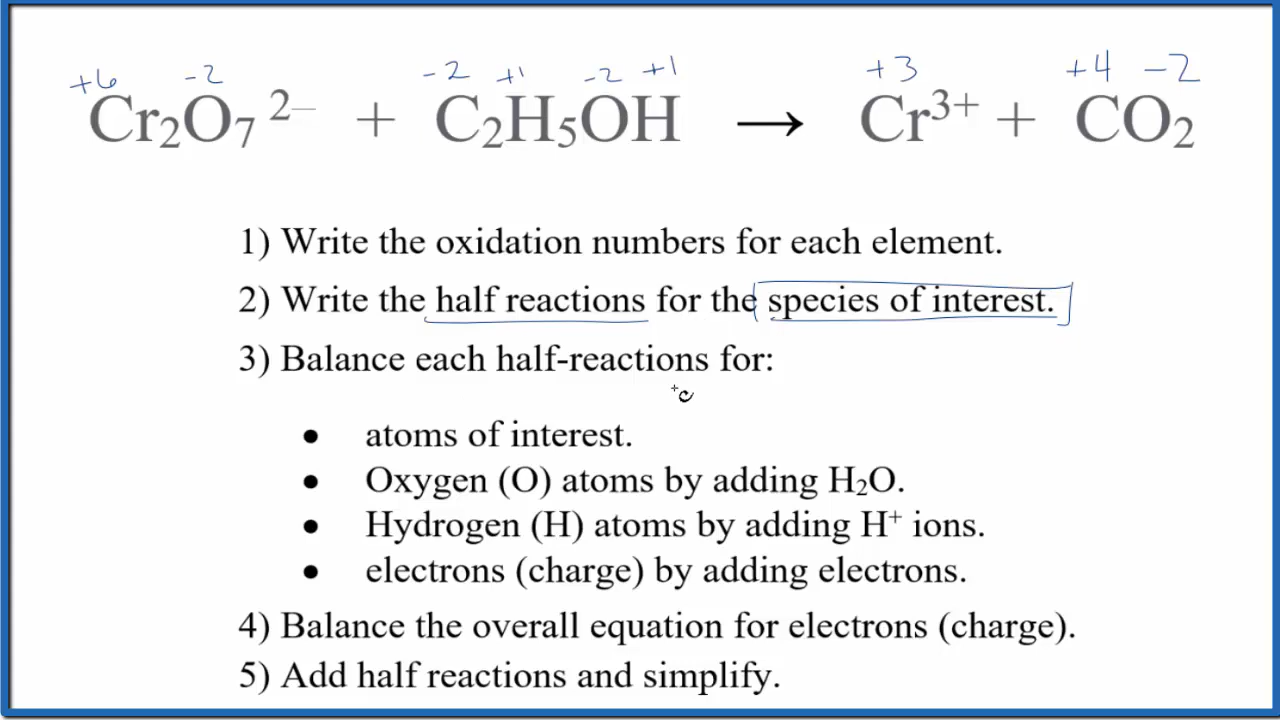 +6 -2 -2 +1 -2 +1 +3 +4 -2
Cr₂O₇ ²⁻ + C₂H₅OH → Cr³⁺ + CO₂
1) Write the oxidation numbers for each element.
2) Write the half reactions for the species of interest.
3) Balance each half-reactions for:
• atoms of interest.
• Oxygen (O) atoms by adding H₂O.
• Hydrogen (H) atoms by adding H⁺ ions.
• electrons (charge) by adding electrons.
4) Balance the overall equation for electrons (charge).
5) Add half reactions and simplify.